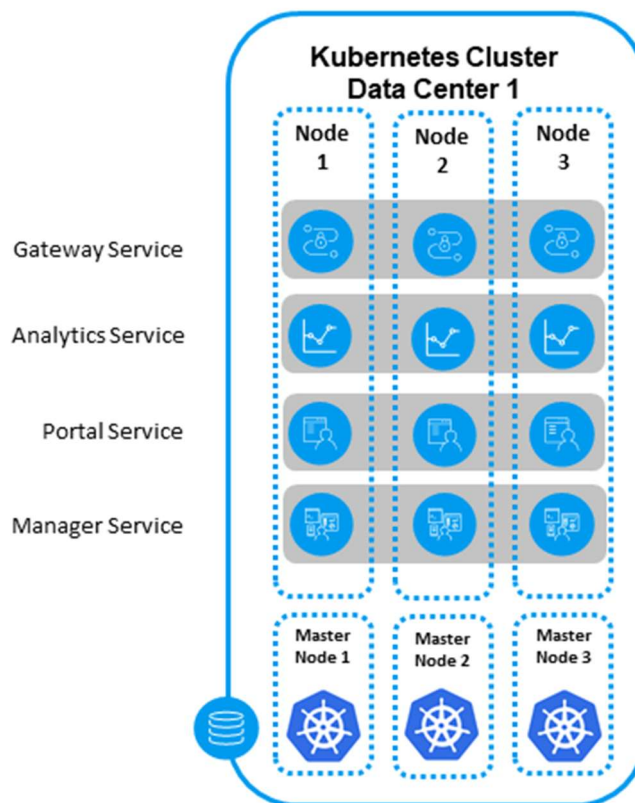 Kubernetes Cluster
Data Center 1
Node
1
Node
2
Node
3
Gateway Service
Analytics Service
Portal Service
Manager Service
Master
Node 1
Master
Node 2
Master
Node 3